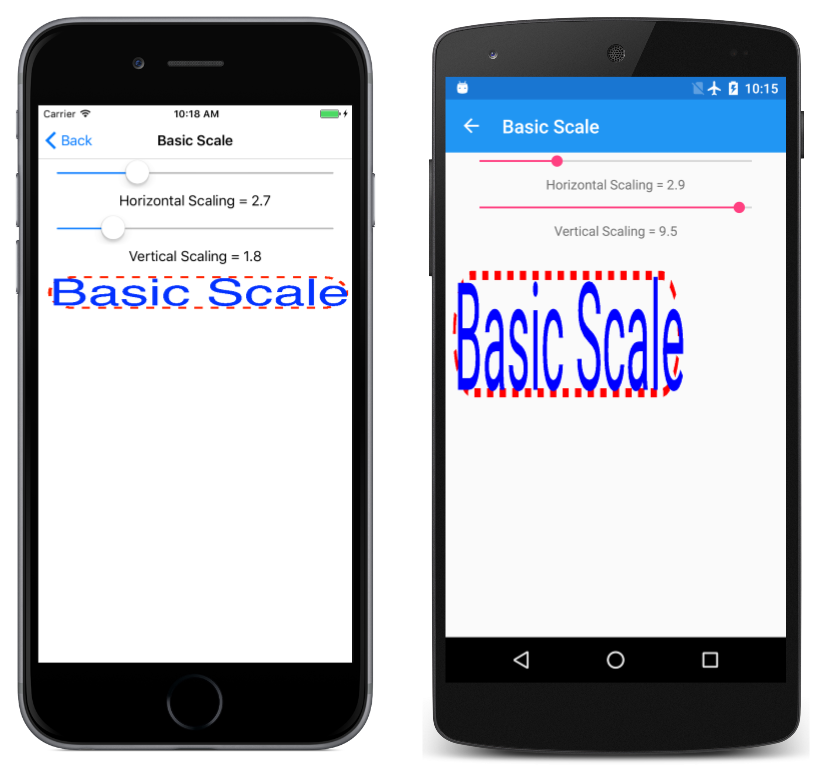 Carrier 10:18 AM
Back Basic Scale
Horizontal Scaling = 2.7
Vertical Scaling = 1.8
Basic Scale
10:15
Basic Scale
Horizontal Scaling = 2.9
Vertical Scaling = 9.5
Basic Scale